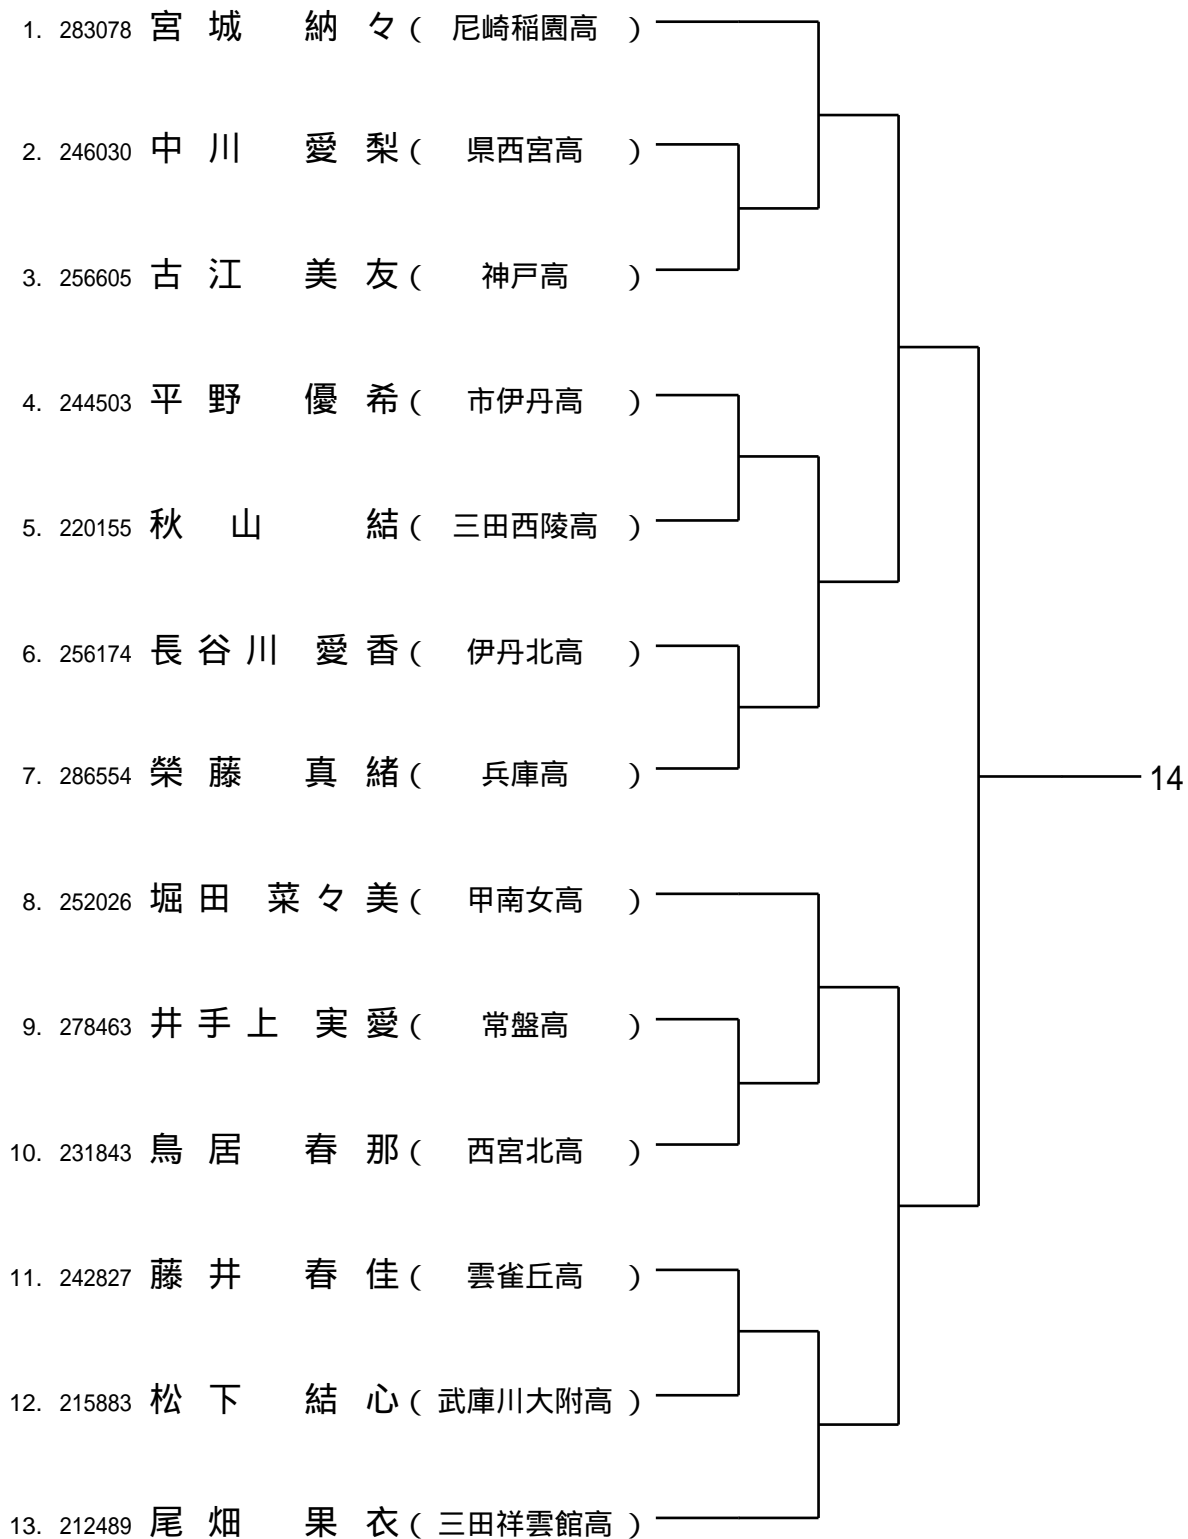 1. 283078 宮城 納々 ( 尼崎稲園高 )
2. 246030 中川 愛梨 ( 県西宮高 )
3. 256605 古江 美友 ( 神戸高 )
4. 244503 平野 優希 ( 市伊丹高 )
5. 220155 秋山 結 ( 三田西陵高 )
6. 256174 長谷川 愛香 ( 伊丹北高 )
7. 286554 榮藤 真緒 ( 兵庫高 )
14
8. 252026 堀田 菜々美 ( 甲南女高 )
9. 278463 井手上 実愛 ( 常盤高 )
10. 231843 鳥居 春那 ( 西宮北高 )
11. 242827 藤井 春佳 ( 雲雀丘高 )
12. 215883 松下 結心 ( 武庫川大附高 )
13. 212489 尾畑 果衣 ( 三田祥雲館高 )